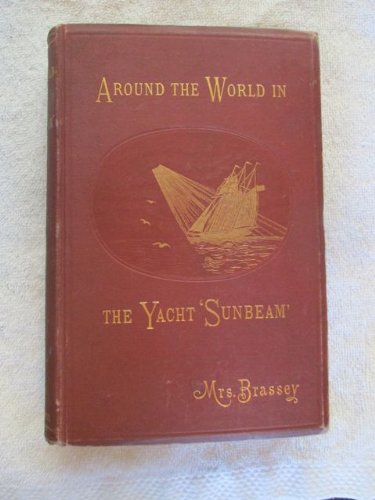 AROUND THE WORLD IN
THE YACHT 'SUNBEAM'
Mrs. Brassey